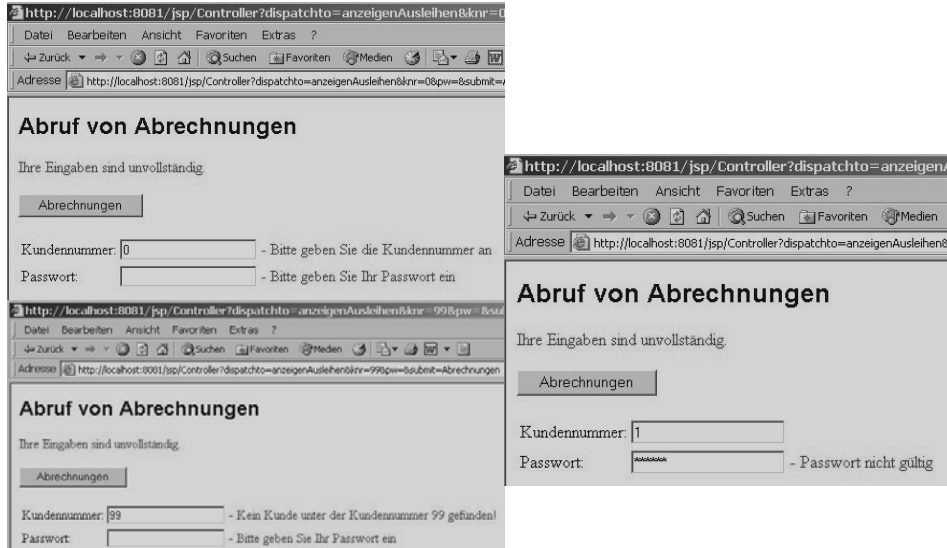 http://localhost:8081/jsp/Controller?dispatchto=anzeigenAusleihen&knr=0
Datei Bearbeiten Ansicht Favoriten Extras ?
Zurück Suchen Favoriten Medien
Adresse http://localhost:8081/jsp/Controller?dispatchto=anzeigenAusleihen&knr=0&pw=&submit=A
Abruf von Abrechnungen
Ihre Eingaben sind unvollständig.
Abrechnungen
Kundennummer: 0 - Bitte geben Sie die Kundennummer an
Passwort: - Bitte geben Sie Ihr Passwort ein
http://localhost:8081/jsp/Controller?dispatchto=anzeigenAusleihen&knr=99&pw=&su
Datei Bearbeiten Ansicht Favoriten Extras ?
Zurück Suchen Favoriten Medien
Adresse http://localhost:8081/jsp/Controller?dispatchto=anzeigenAusleihen&knr=99&pw=&submit=Abrechnungen
Abruf von Abrechnungen
Ihre Eingaben sind unvollständig.
Abrechnungen
Kundennummer: 99 - Kein Kunde unter der Kundennummer 99 gefunden!
Passwort: - Bitte geben Sie Ihr Passwort ein
http://localhost:8081/jsp/Controller?dispatchto=anzeigenA
Datei Bearbeiten Ansicht Favoriten Extras ?
Zurück Suchen Favoriten Medien
Adresse http://localhost:8081/jsp/Controller?dispatchto=anzeigenAusleihen&
Abruf von Abrechnungen
Ihre Eingaben sind unvollständig.
Abrechnungen
Kundennummer: 1
Passwort: ****** - Passwort nicht gültig